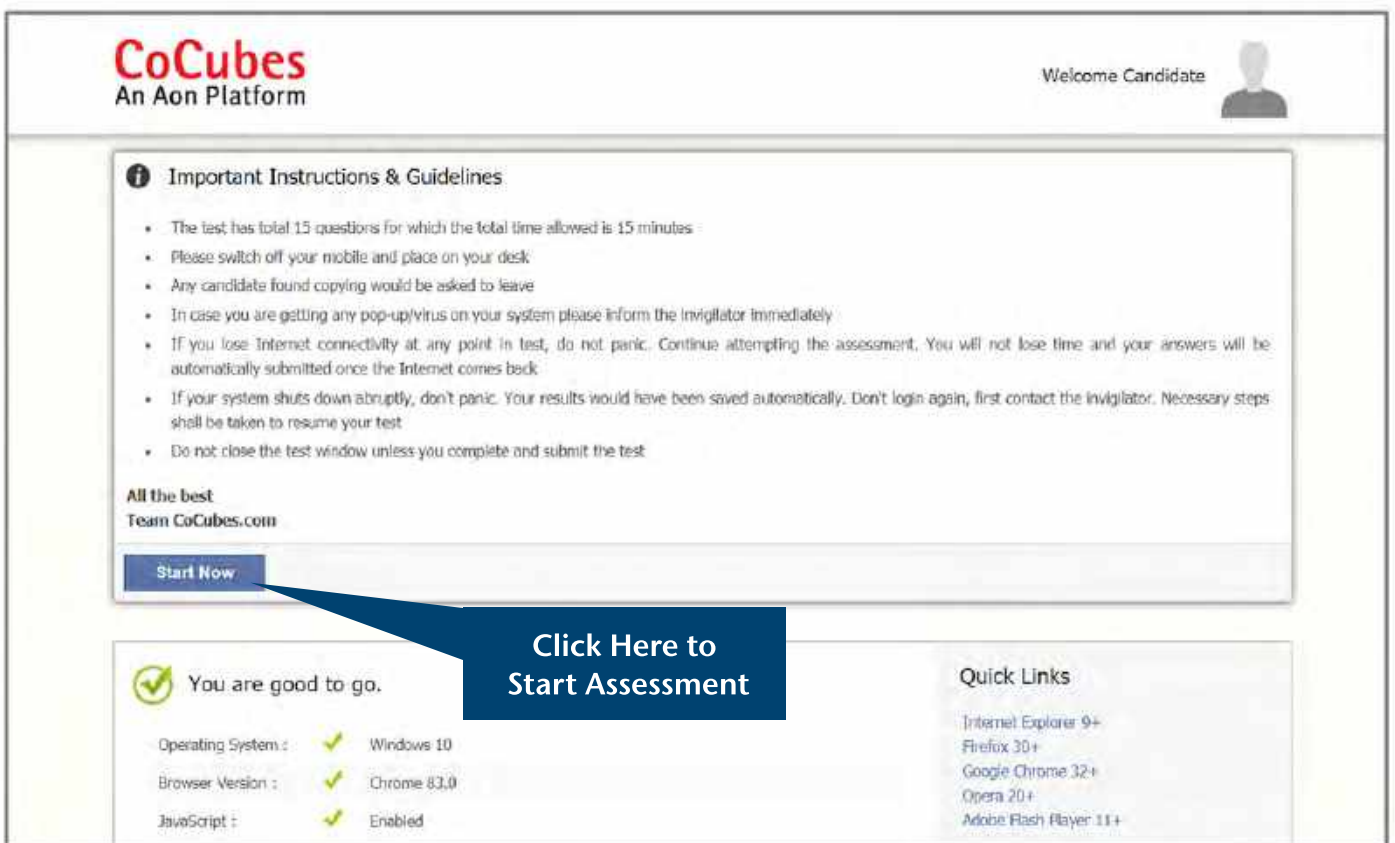 CoCubes
An Aon Platform
Welcome Candidate
Important Instructions & Guidelines
• The test has total 15 questions for which the total time allowed is 15 minutes
• Please switch off your mobile and place on your desk
• Any candidate found copying would be asked to leave
• In case you are getting any pop-up/virus on your system please inform the invigilator immediately
• If you lose Internet connectivity at any point in test, do not panic. Continue attempting the assessment. You will not lose time and your answers will be
automatically submitted once the Internet comes back
• If your system shuts down abruptly, don't panic. Your results would have been saved automatically. Don't login again, first contact the invigilator. Necessary steps
shall be taken to resume your test
• Do not close the test window unless you complete and submit the test
All the best
Team CoCubes.com
Start Now
Click Here to
Start Assessment
You are good to go.
Operating System : Windows 10
Browser Version : Chrome 83.0
JavaScript : Enabled
Quick Links
Internet Explorer 9+
Firefox 30+
Google Chrome 32+
Opera 20+
Adobe Flash Player 11+